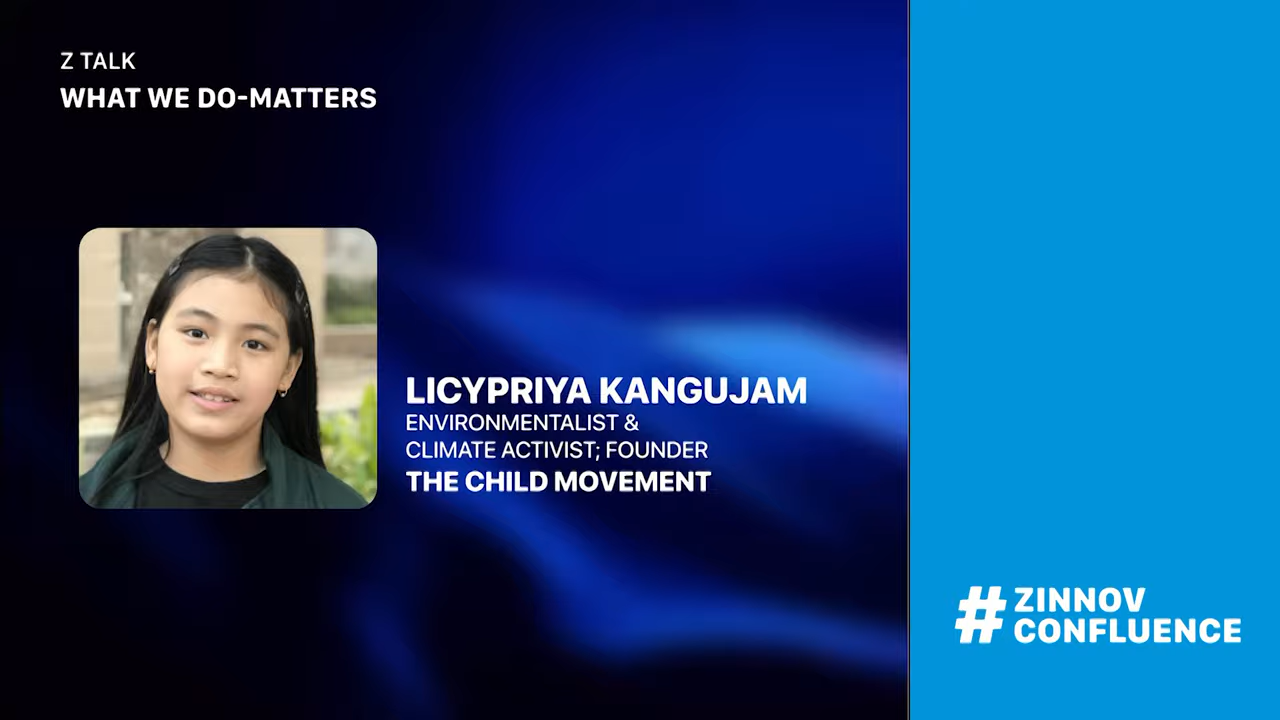 Z TALK
WHAT WE DO-MATTERS
LICYPRIYA KANGUJAM
ENVIRONMENTALIST &
CLIMATE ACTIVIST; FOUNDER
THE CHILD MOVEMENT
# ZINNOV
CONFLUENCE